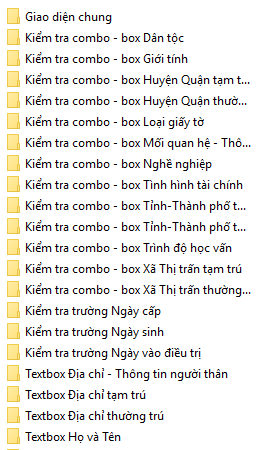 Giao diện chung
Kiểm tra combo - box Dân tộc
Kiểm tra combo - box Giới tính
Kiểm tra combo - box Huyện Quận tạm t...
Kiểm tra combo - box Huyện Quận thườ...
Kiểm tra combo - box Loại giấy tờ
Kiểm tra combo - box Mối quan hệ - Thô...
Kiểm tra combo - box Nghề nghiệp
Kiểm tra combo - box Tình hình tài chính
Kiểm tra combo - box Tỉnh-Thành phố t...
Kiểm tra combo - box Tỉnh-Thành phố t...
Kiểm tra combo - box Trình độ học vấn
Kiểm tra combo - box Xã Thị trấn tạm trú
Kiểm tra combo - box Xã Thị trấn thường...
Kiểm tra trường Ngày cấp
Kiểm tra trường Ngày sinh
Kiểm tra trường Ngày vào điều trị
Textbox Địa chỉ - Thông tin người thân
Textbox Địa chỉ tạm trú
Textbox Địa chỉ thường trú
Textbox Họ và Tên